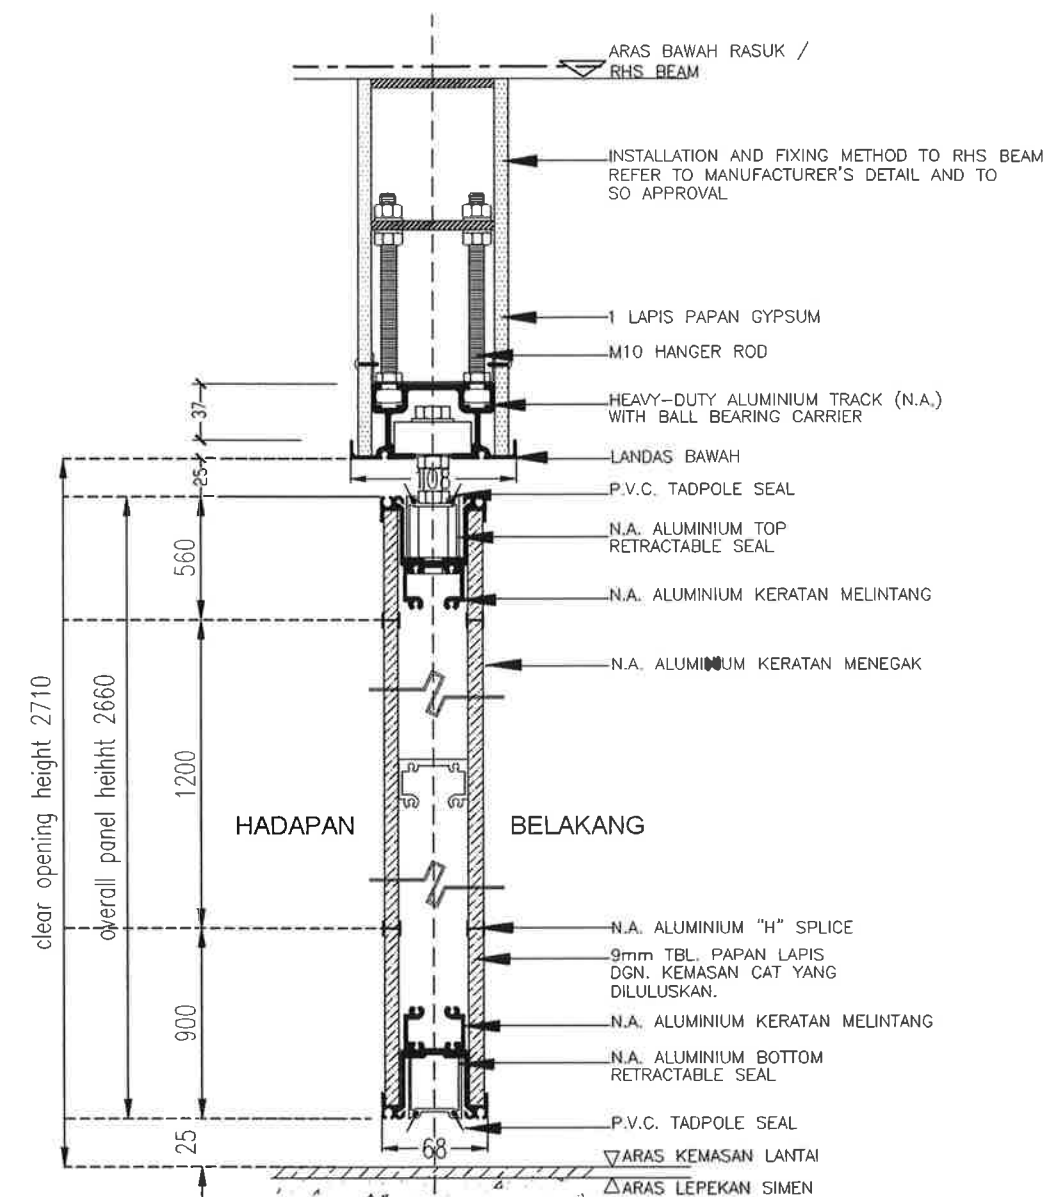 ARAS BAWAH RASUK /
RHS BEAM
INSTALLATION AND FIXING METHOD TO RHS BEAM
REFER TO MANUFACTURER'S DETAIL AND TO
SO APPROVAL
1 LAPIS PAPAN GYPSUM
M10 HANGER ROD
HEAVY-DUTY ALUMINIUM TRACK (N.A.)
WITH BALL BEARING CARRIER
37
LANDAS BAWAH
25
108
P.V.C. TADPOLE SEAL
N.A. ALUMINIUM TOP
RETRACTABLE SEAL
560
N.A. ALUMINIUM KERATAN MELINTANG
N.A. ALUMINIUM KERATAN MENEGAK
clear opening height 2710
overall panel heihht 2660
1200
HADAPAN
BELAKANG
N.A. ALUMINIUM "H" SPLICE
9mm TBL. PAPAN LAPIS
DGN. KEMASAN CAT YANG
DILULUSKAN.
900
N.A. ALUMINIUM KERATAN MELINTANG
N.A. ALUMINIUM BOTTOM
RETRACTABLE SEAL
P.V.C. TADPOLE SEAL
25
68
ARAS KEMASAN LANTAI
ARAS LEPEKAN SIMEN